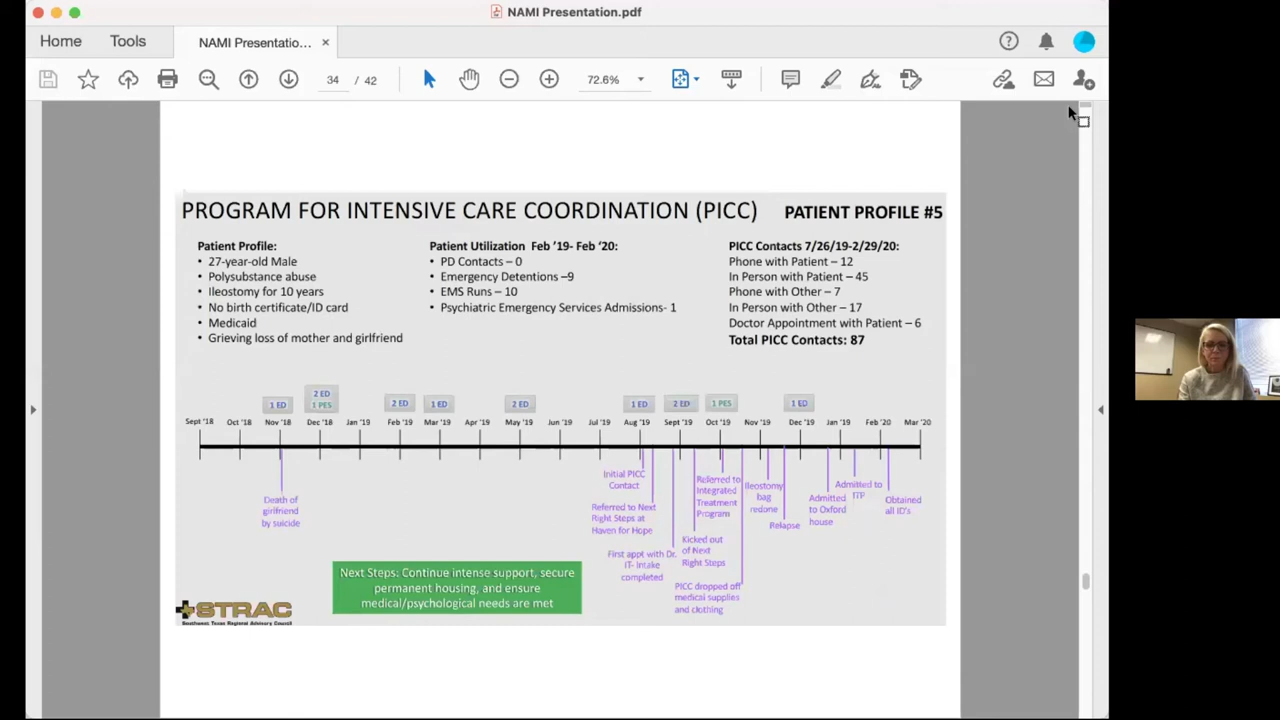 NAMI Presentation.pdf
Home
Tools
NAMI Presentatio...
×
34 / 42
72.6%
PROGRAM FOR INTENSIVE CARE COORDINATION (PICC)
PATIENT PROFILE #5
Patient Profile:
• 27-year-old Male
• Polysubstance abuse
• Ileostomy for 10 years
• No birth certificate/ID card
• Medicaid
• Grieving loss of mother and girlfriend
Patient Utilization Feb '19- Feb '20:
• PD Contacts – 0
• Emergency Detentions –9
• EMS Runs – 10
• Psychiatric Emergency Services Admissions- 1
PICC Contacts 7/26/19-2/29/20:
Phone with Patient – 12
In Person with Patient – 45
Phone with Other – 7
In Person with Other – 17
Doctor Appointment with Patient – 6
Total PICC Contacts: 87
1 ED
2 ED
1 PES
2 ED
1 ED
2 ED
1 ED
2 ED
1 PES
1 ED
Sept '18
Oct '18
Nov '18
Dec '18
Jan '19
Feb '19
Mar '19
Apr '19
May '19
Jun '19
Jul '19
Aug '19
Sept '19
Oct '19
Nov '19
Dec '19
Jan '19
Feb '20
Mar '20
Death of
girlfriend
by suicide
Initial PICC
Contact
Referred to Next
Right Steps at
Haven for Hope
First appt with Dr.
IT- Intake
completed
Kicked out
of Next
Right Steps
Referred to
Integrated
Treatment
Program
PICC dropped off
medical supplies
and clothing
Ileostomy
bag
redone
Relapse
Admitted
to Oxford
house
Admitted to
ITP
Obtained
all ID's
Next Steps: Continue intense support, secure
permanent housing, and ensure
medical/psychological needs are met
STRAC
Southwest Texas Regional Advisory Council